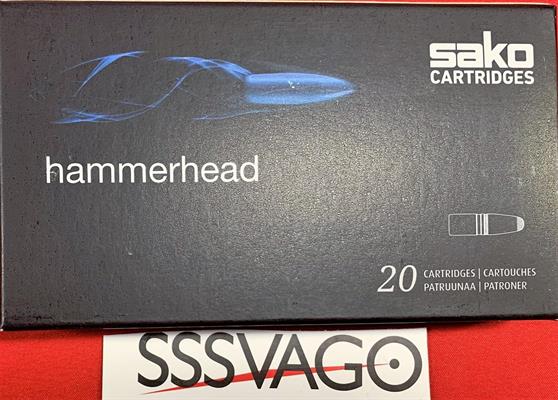 sako
CARTRIDGES
hammerhead
20 CARTRIDGES | CARTOUCHES
PATRUUNAA | PATRONER
SSSVAGO